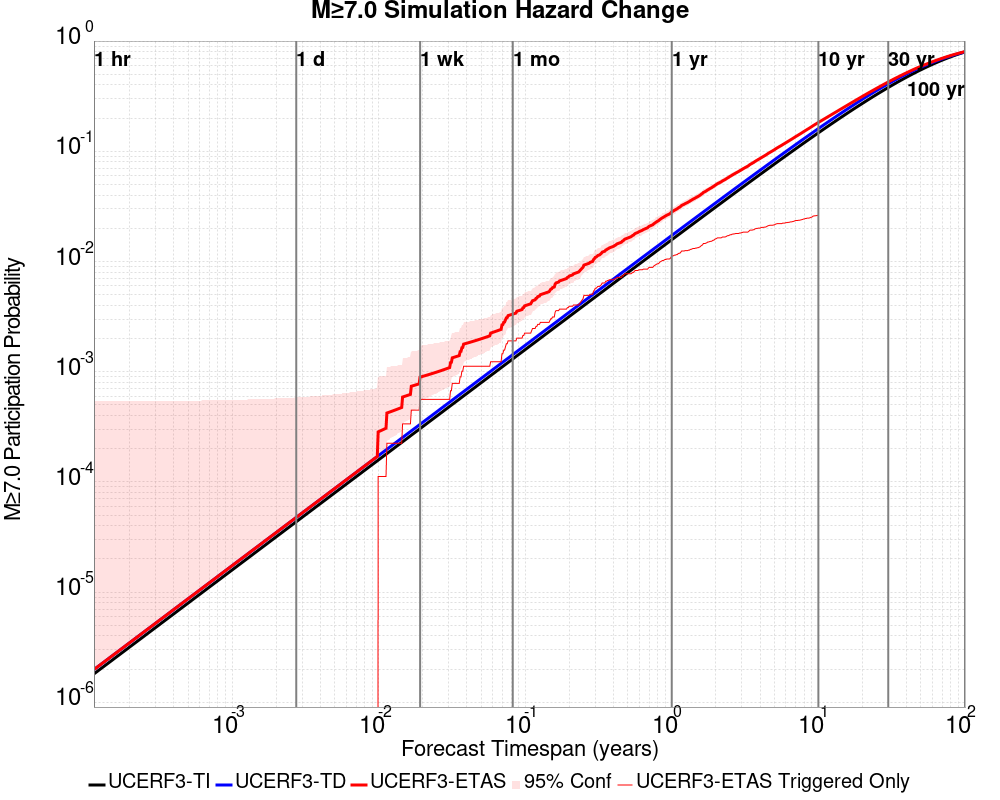 M≥7.0 Simulation Hazard Change
1 hr
1 d
1 wk
1 mo
1 yr
10 yr
30 yr
100 yr
10^0
10^-1
10^-2
10^-3
10^-4
10^-5
10^-6
M≥7.0 Participation Probability
10^-3
10^-2
10^-1
10^0
10^1
10^2
Forecast Timespan (years)
UCERF3-TI UCERF3-TD UCERF3-ETAS 95% Conf UCERF3-ETAS Triggered Only